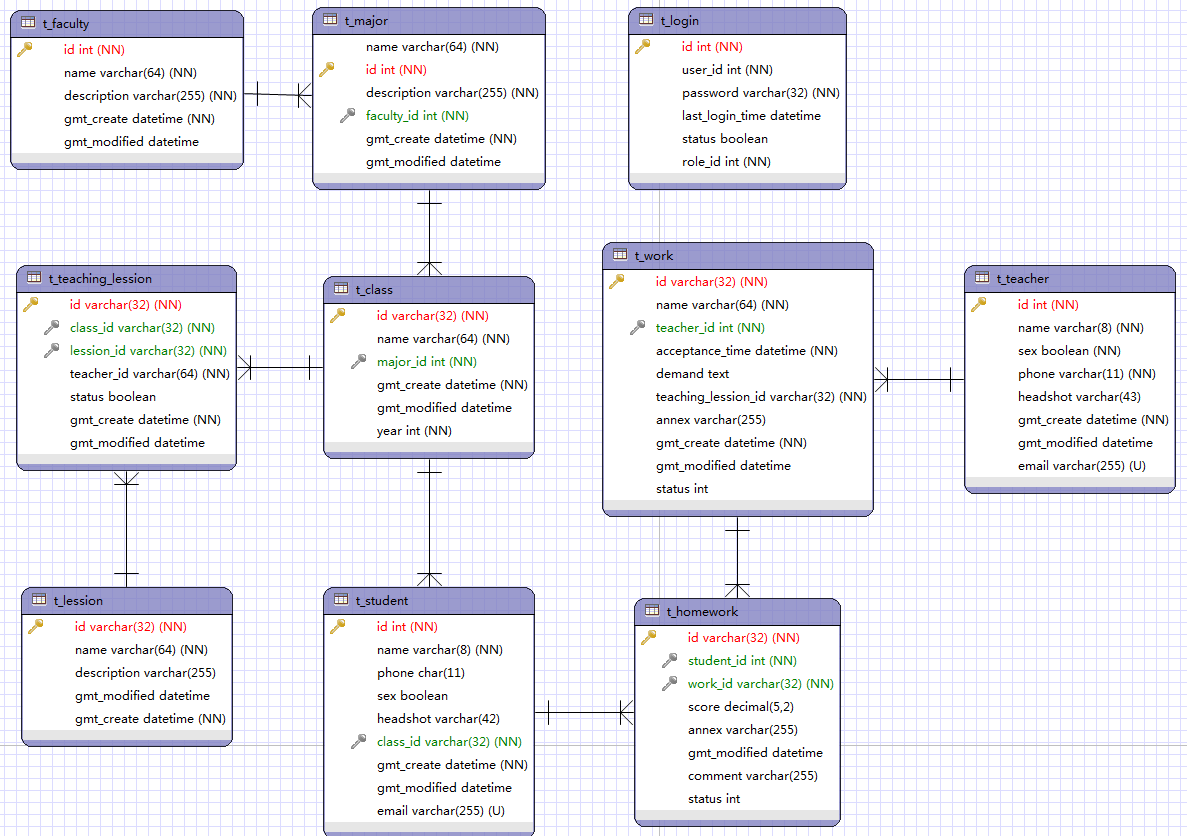 t_faculty
id int (NN)
name varchar(64) (NN)
description varchar(255) (NN)
gmt_create datetime (NN)
gmt_modified datetime
t_major
name varchar(64) (NN)
id int (NN)
description varchar(255) (NN)
faculty_id int (NN)
gmt_create datetime (NN)
gmt_modified datetime
t_login
id int (NN)
user_id int (NN)
password varchar(32) (NN)
last_login_time datetime
status boolean
role_id int (NN)
t_teaching_lession
id varchar(32) (NN)
class_id varchar(32) (NN)
lession_id varchar(32) (NN)
teacher_id varchar(64) (NN)
status boolean
gmt_create datetime (NN)
gmt_modified datetime
t_class
id varchar(32) (NN)
name varchar(64) (NN)
major_id int (NN)
gmt_create datetime (NN)
gmt_modified datetime
year int (NN)
t_work
id varchar(32) (NN)
name varchar(64) (NN)
teacher_id int (NN)
acceptance_time datetime (NN)
demand text
teaching_lession_id varchar(32) (NN)
annex varchar(255)
gmt_create datetime (NN)
gmt_modified datetime
status int
t_teacher
id int (NN)
name varchar(8) (NN)
sex boolean (NN)
phone varchar(11) (NN)
headshot varchar(43)
gmt_create datetime (NN)
gmt_modified datetime
email varchar(255) (U)
t_lession
id varchar(32) (NN)
name varchar(64) (NN)
description varchar(255)
gmt_modified datetime
gmt_create datetime (NN)
t_student
id int (NN)
name varchar(8) (NN)
phone char(11)
sex boolean
headshot varchar(42)
class_id varchar(32) (NN)
gmt_create datetime (NN)
gmt_modified datetime
email varchar(255) (U)
t_homework
id varchar(32) (NN)
student_id int (NN)
work_id varchar(32) (NN)
score decimal(5,2)
annex varchar(255)
gmt_modified datetime
comment varchar(255)
status int